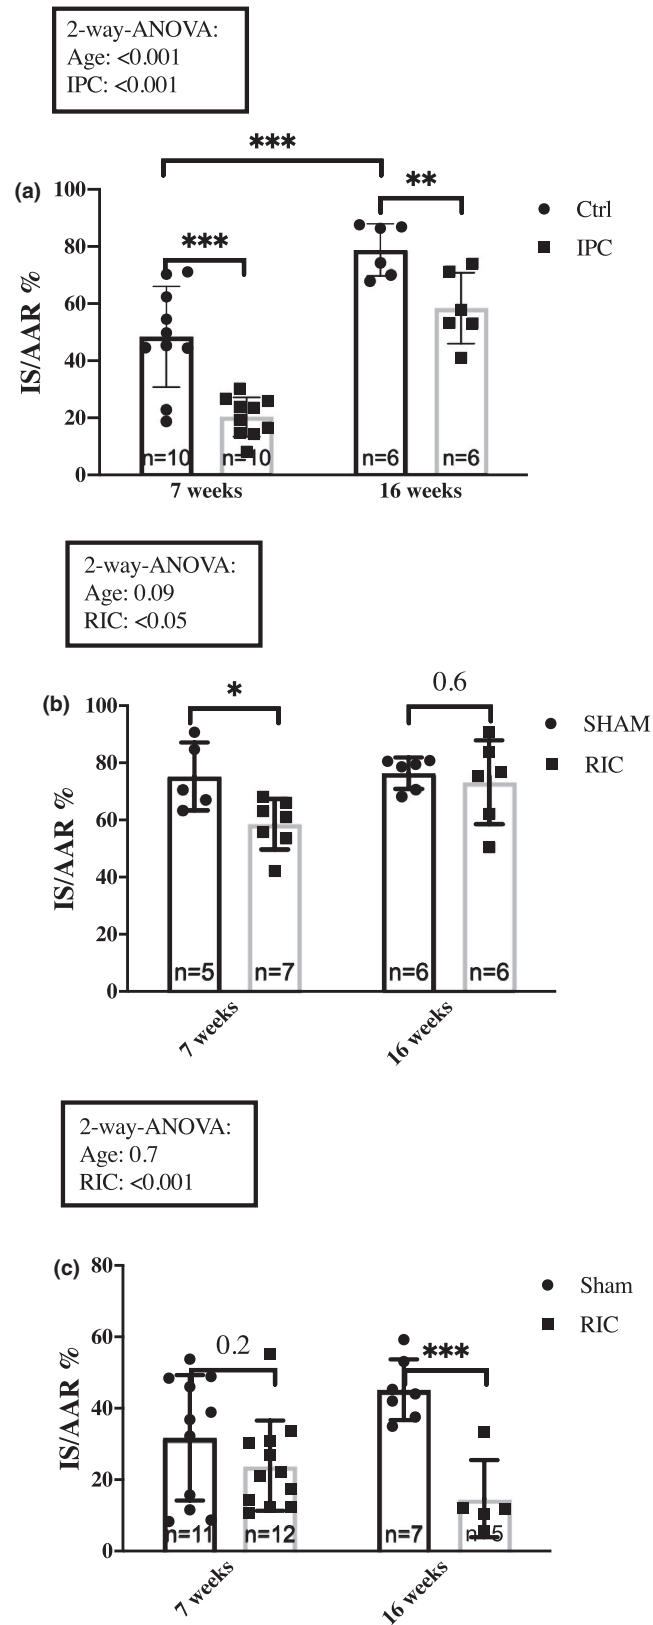 2-way-ANOVA:
Age: <0.001
IPC: <0.001
***
(a)
100
**
Ctrl
***
80
IPC
60
IS/AAR %
40
20
n=10
n=10
n=6
n=6
0
7 weeks
16 weeks
2-way-ANOVA:
Age: 0.09
RIC: <0.05
(b)
100
*
0.6
SHAM
80
RIC
60
IS/AAR %
40
20
n=5
n=7
n=6
n=6
0
7 weeks
16 weeks
2-way-ANOVA:
Age: 0.7
RIC: <0.001
(c)
80
Sham
60
0.2
***
RIC
IS/AAR %
40
20
n=11
n=12
n=7
n=5
0
7 weeks
16 weeks